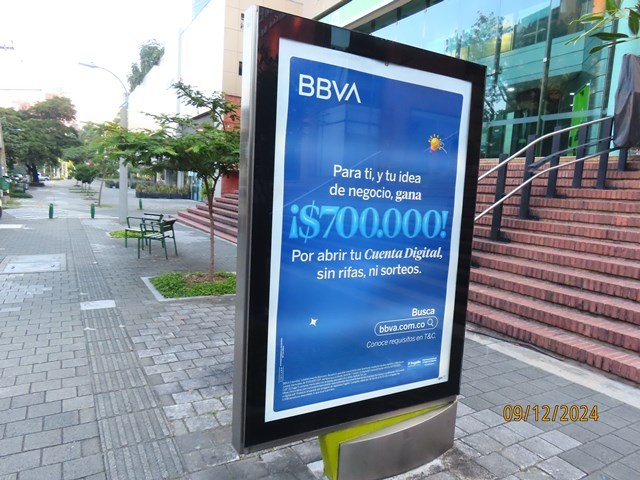 BBVA
Para ti, y tu idea
de negocio, gana
¡$700.000!
Por abrir tu Cuenta Digital,
sin rifas, ni sorteos.
Busca
bbva.com.co
Conoce requisitos en T&C.
09/12/2024